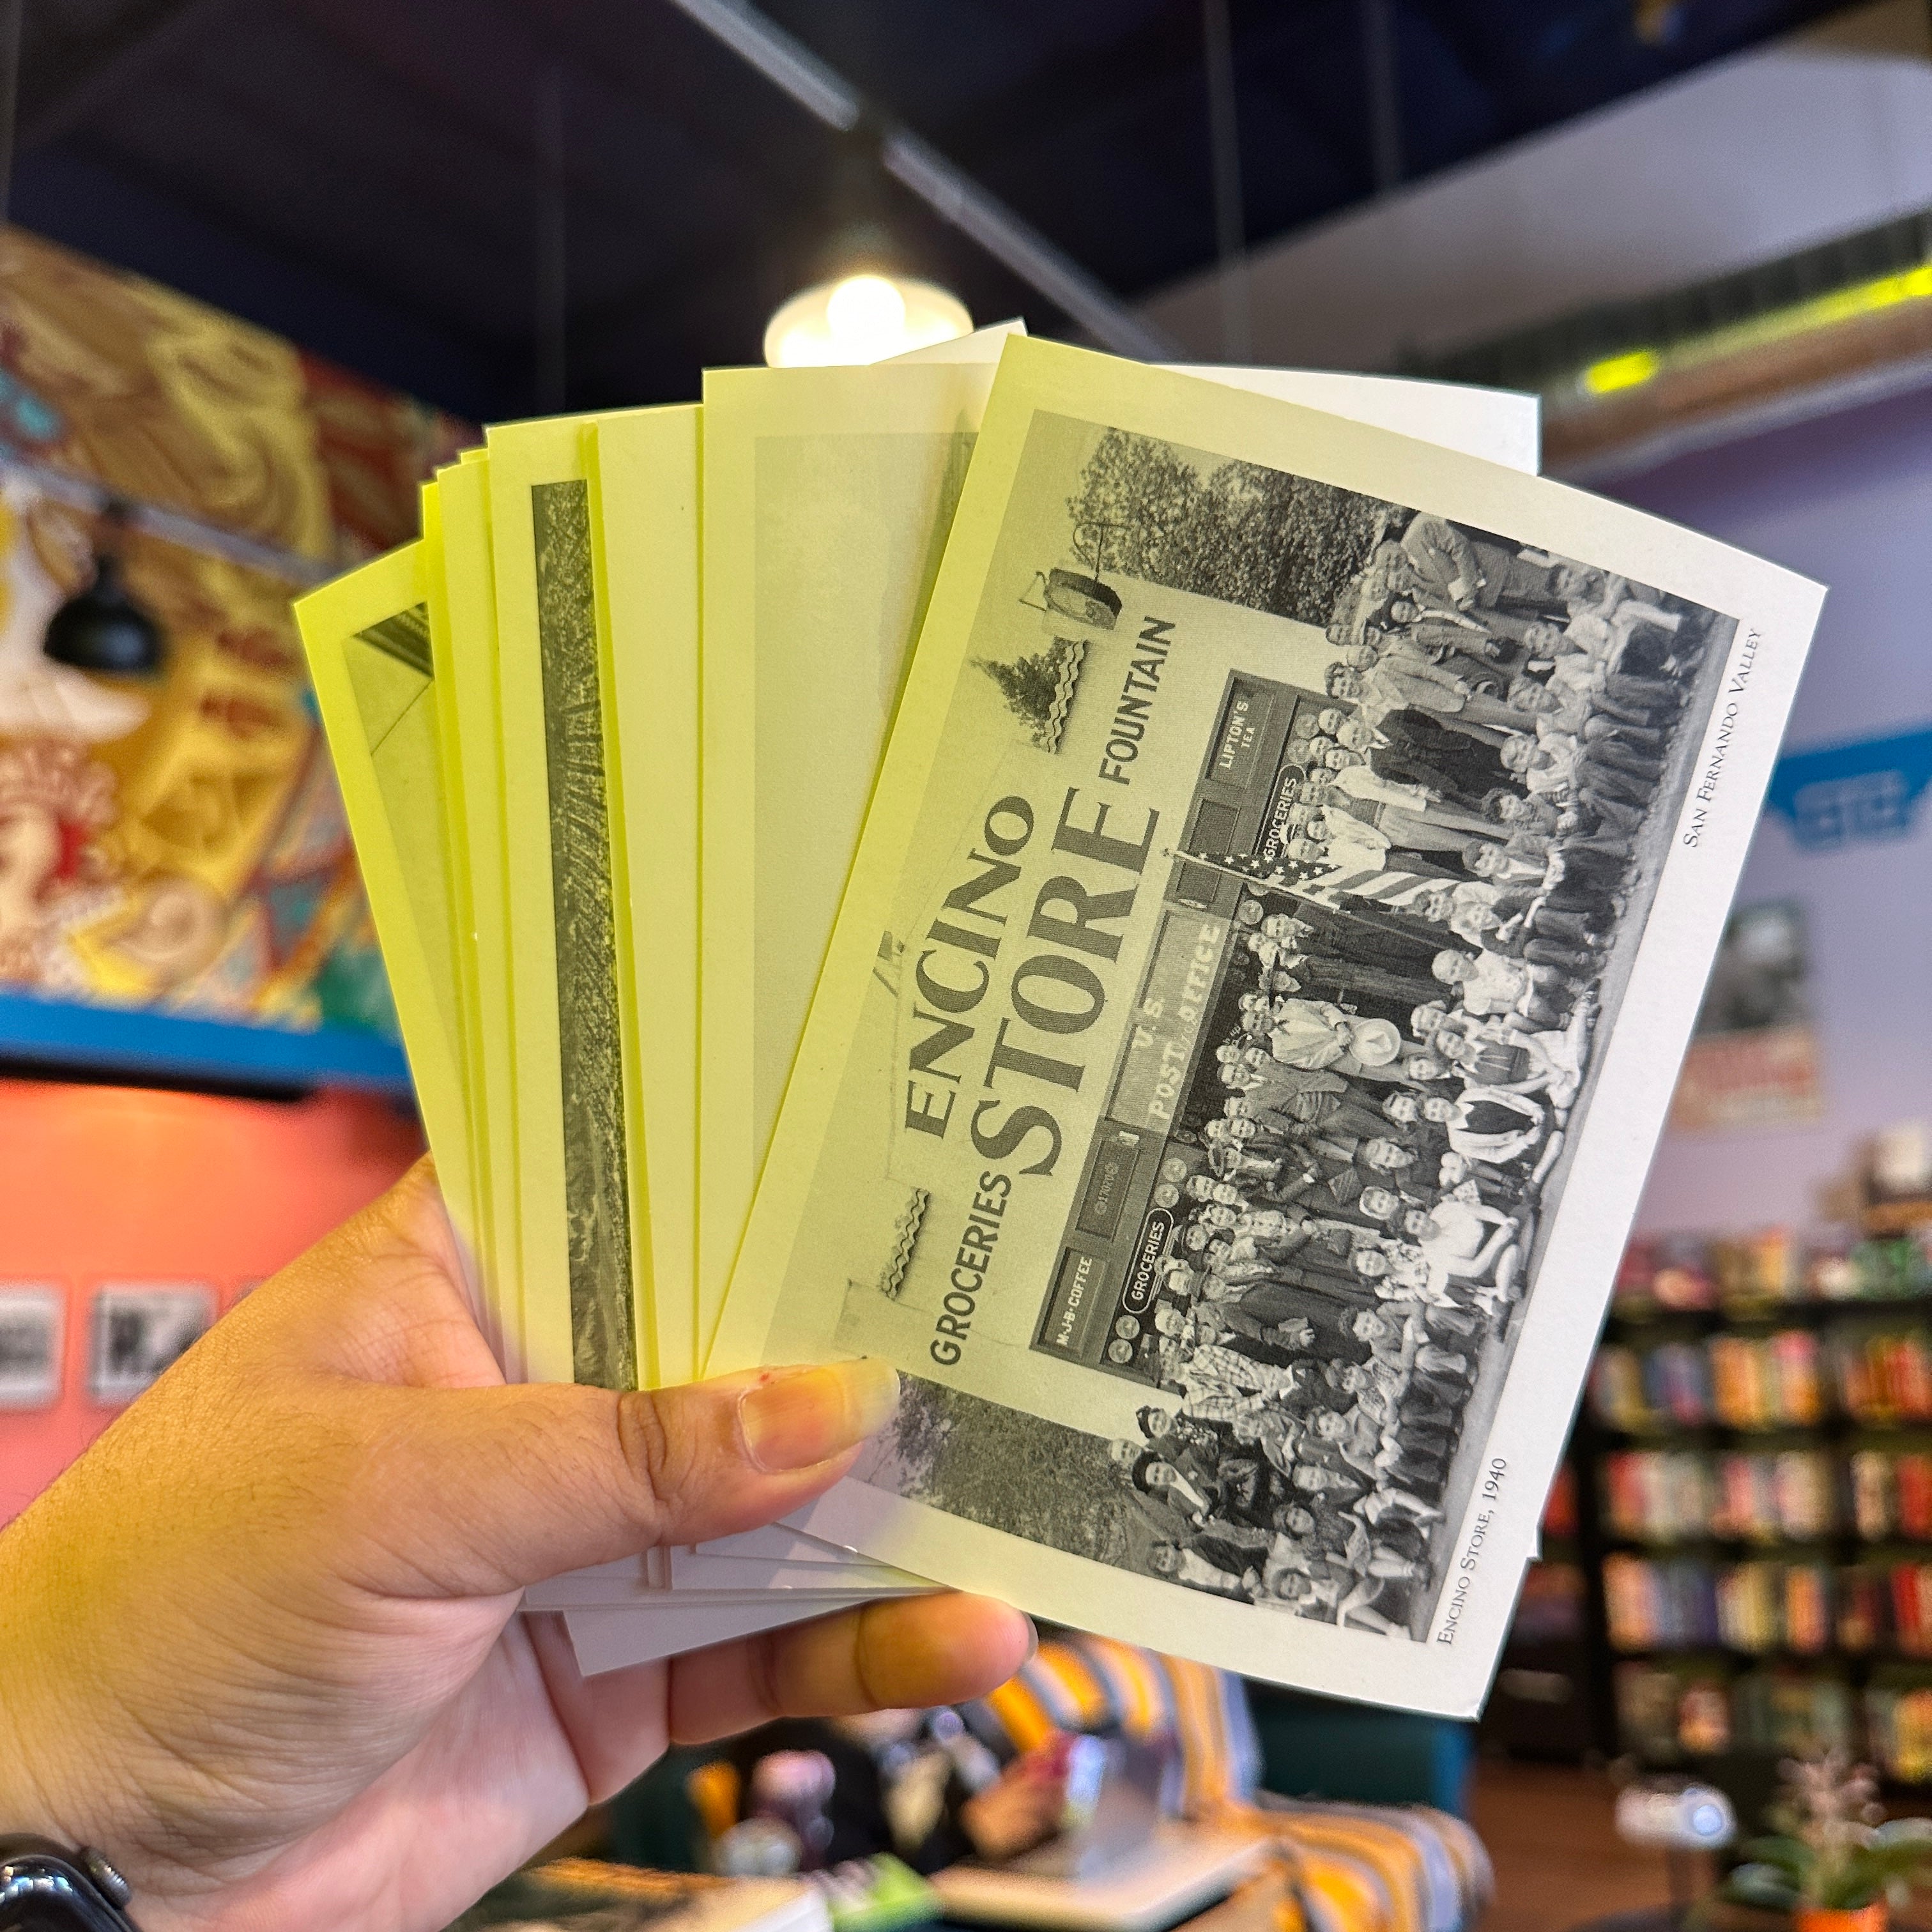 ENCINO
GROCERIES STORE FOUNTAIN
U.S.
POST OFFICE
M·J·B·COFFEE
GROCERIES
GROCERIES
LIPTON'S
TEA
ENCINO STORE, 1940
SAN FERNANDO VALLEY